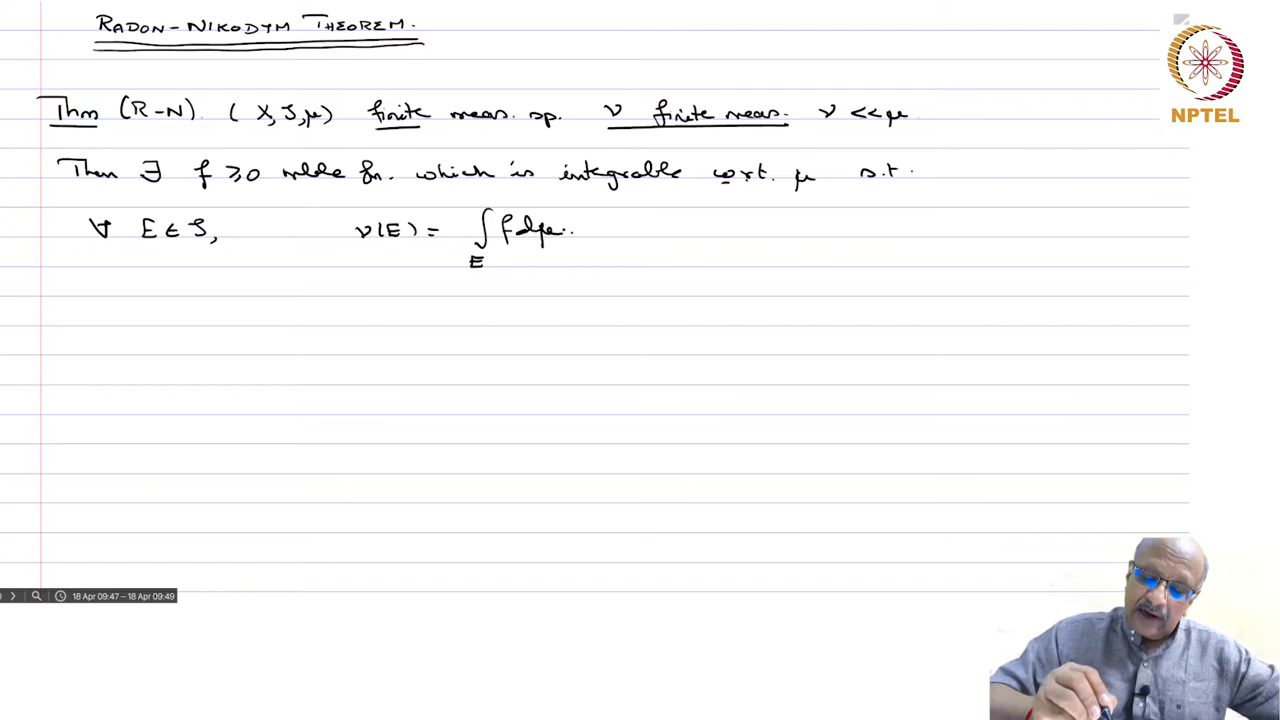 RADON-NIKODYM THEOREM.
NPTEL
Thm (R-N). (X, S, μ) finite meas. sp. ν finite meas. ν << μ.
Then ∃ f ≥ 0 mble fn. which is integrable w.r.t. μ s.t.
∀ E ∈ S, ν(E) = ∫_E f dμ.
18 Apr 09:47 – 18 Apr 09:49